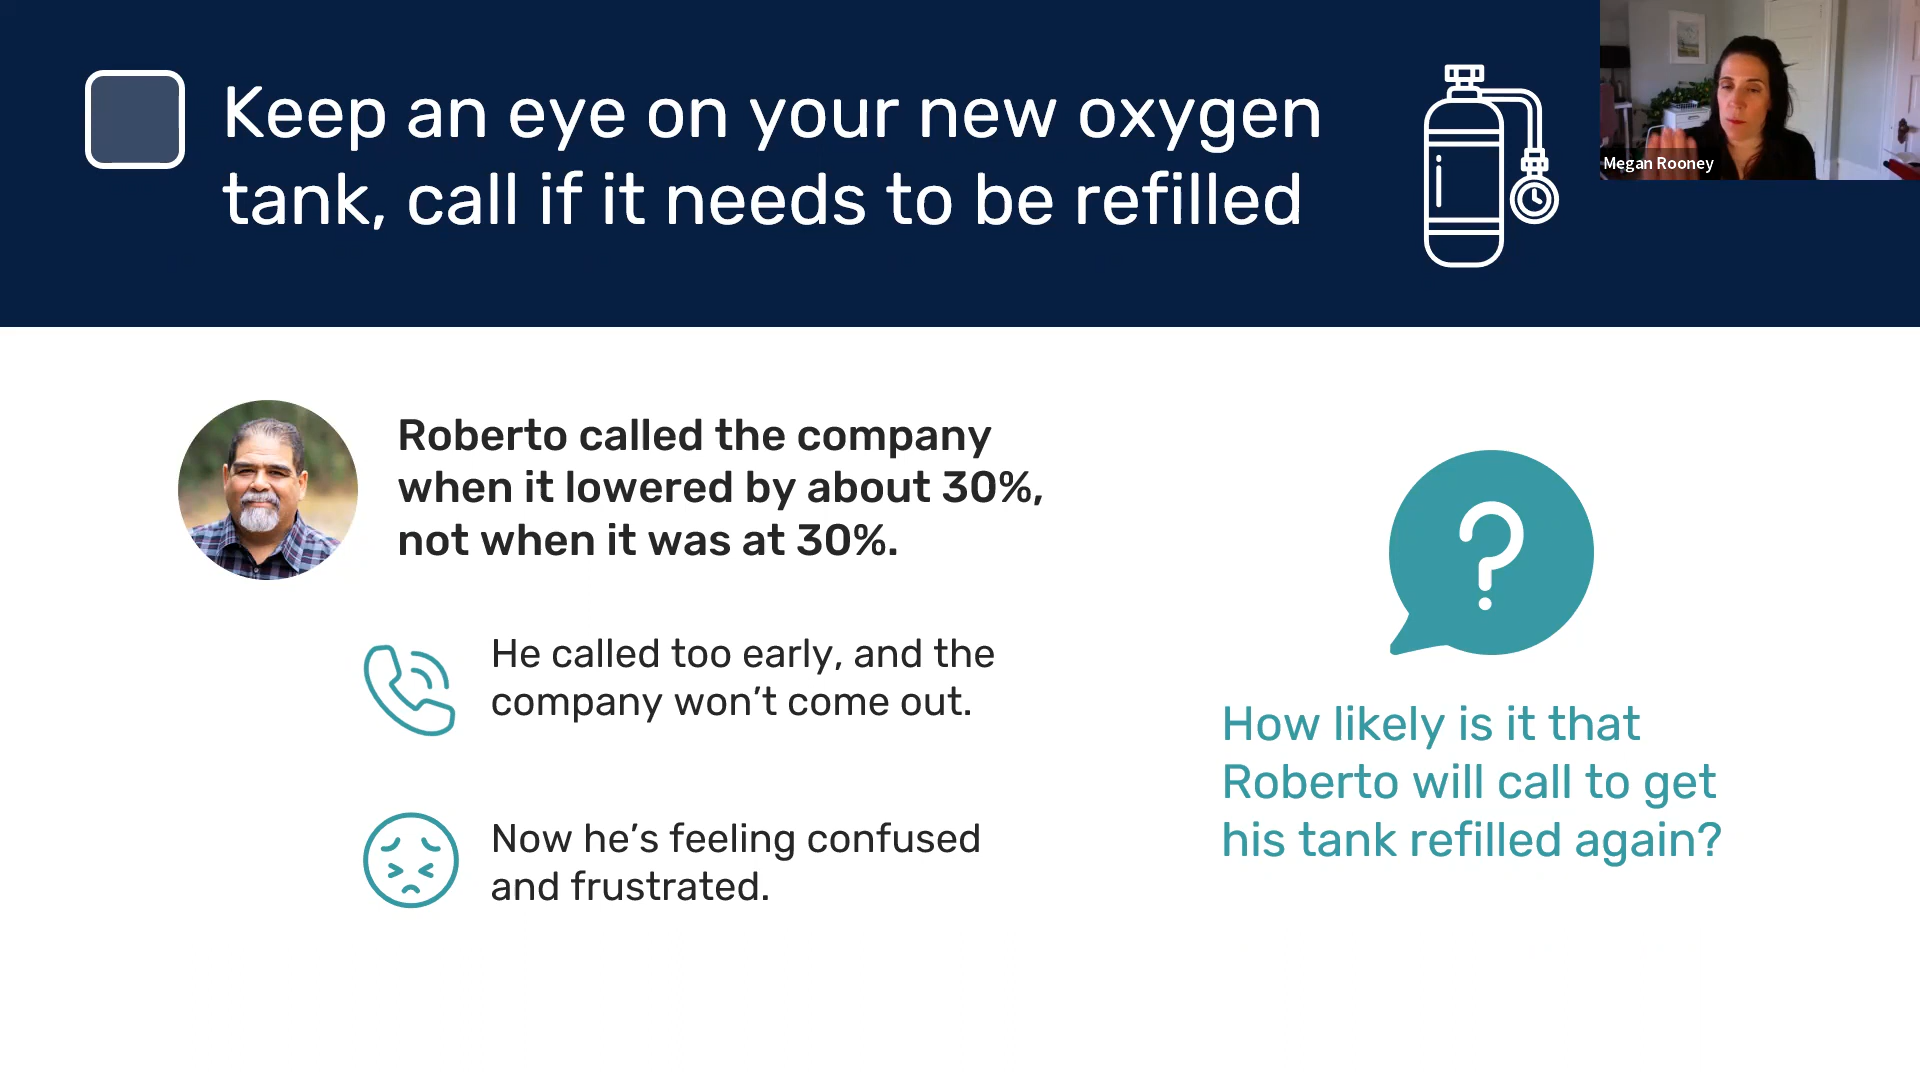 Keep an eye on your new oxygen
tank, call if it needs to be refilled
Megan Rooney
Roberto called the company
when it lowered by about 30%,
not when it was at 30%.
He called too early, and the
company won’t come out.
Now he’s feeling confused
and frustrated.
?
How likely is it that
Roberto will call to get
his tank refilled again?